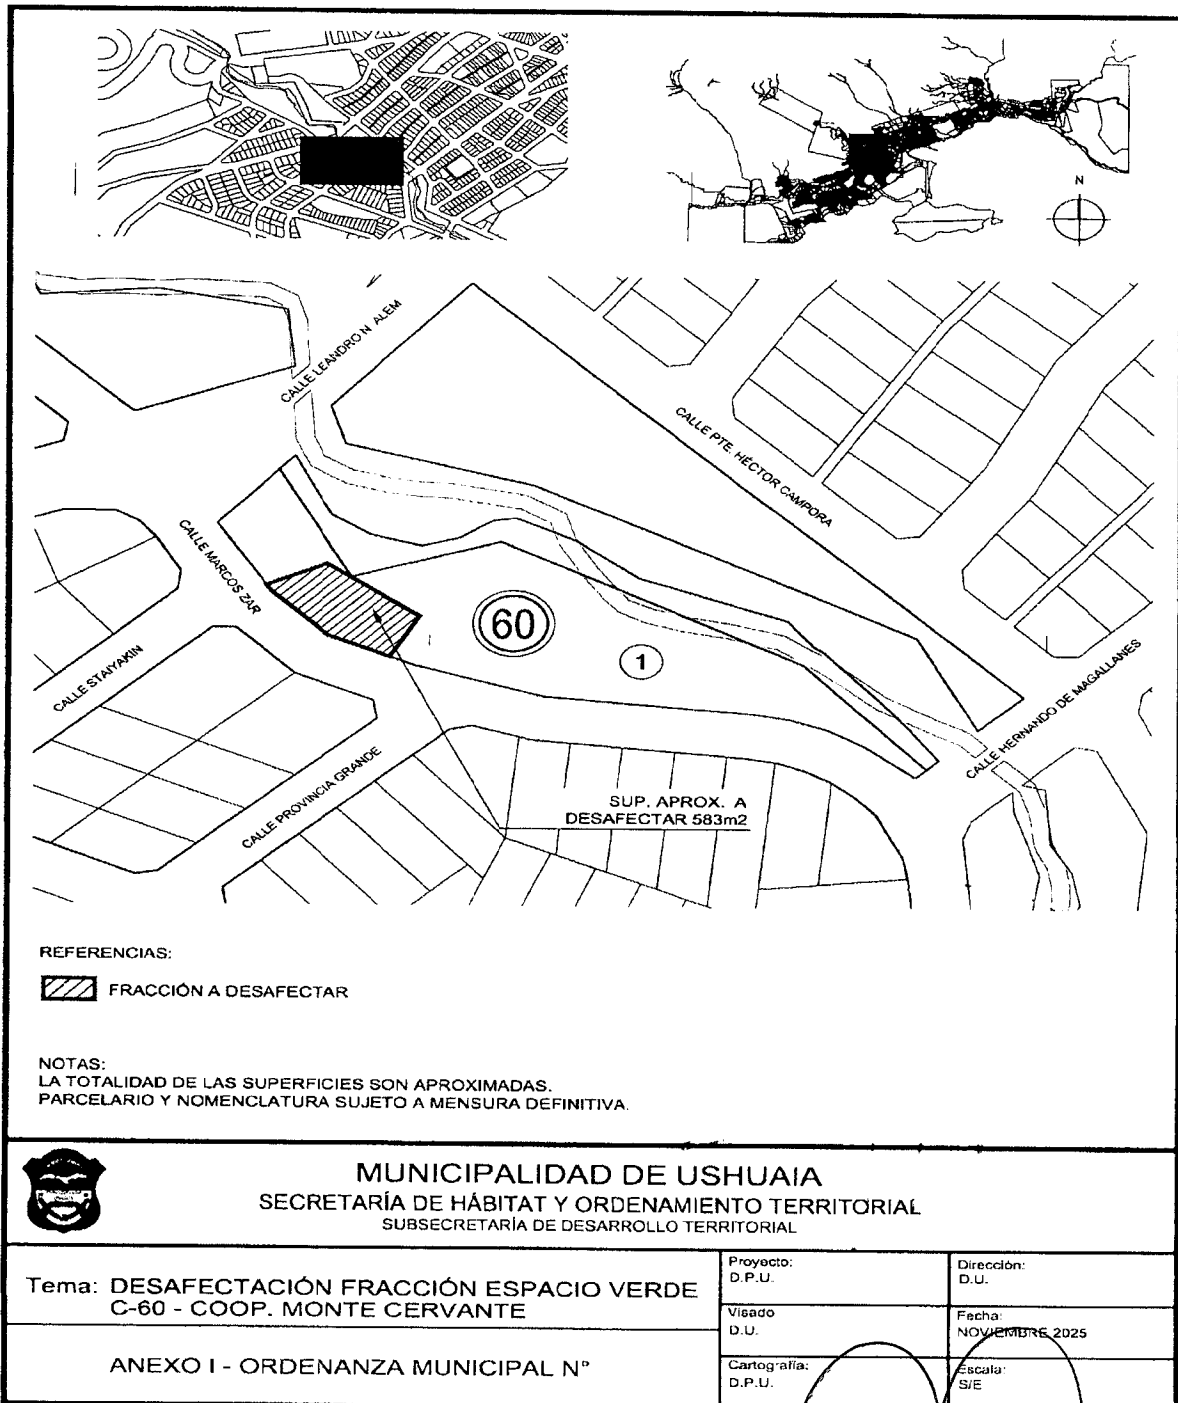 N
CALLE LEANDRO N ALEM
CALLE PTE. HÉCTOR CAMPORA
CALLE MARCOS ZAR
CALLE STAIYAKIN
CALLE PROVINCIA GRANDE
CALLE HERNANDO DE MAGALLANES
60
1
SUP. APROX. A
DESAFECTAR 583m2
REFERENCIAS:
FRACCIÓN A DESAFECTAR
NOTAS:
LA TOTALIDAD DE LAS SUPERFICIES SON APROXIMADAS.
PARCELARIO Y NOMENCLATURA SUJETO A MENSURA DEFINITIVA.
MUNICIPALIDAD DE USHUAIA
SECRETARÍA DE HÁBITAT Y ORDENAMIENTO TERRITORIAL
SUBSECRETARÍA DE DESARROLLO TERRITORIAL
Tema: DESAFECTACIÓN FRACCIÓN ESPACIO VERDE
C-60 - COOP. MONTE CERVANTE
ANEXO I - ORDENANZA MUNICIPAL Nº
Proyecto:
D.P.U.
Dirección:
D.U.
Visado
D.U.
Fecha:
NOVIEMBRE 2025
Cartografía:
D.P.U.
Escala:
S/E